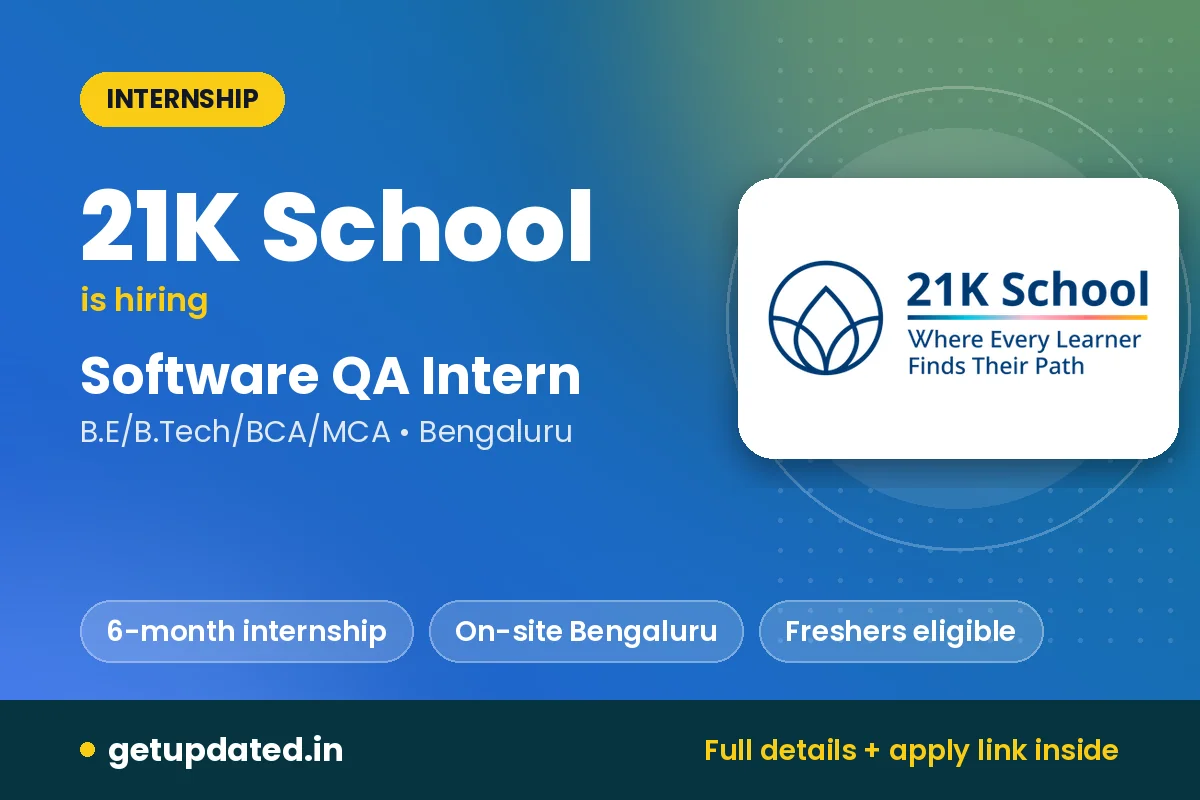 INTERNSHIP
21K School
is hiring
Software QA Intern
B.E/B.Tech/BCA/MCA • Bengaluru
21K School
Where Every Learner
Finds Their Path
6-month internship
On-site Bengaluru
Freshers eligible
getupdated.in
Full details + apply link inside